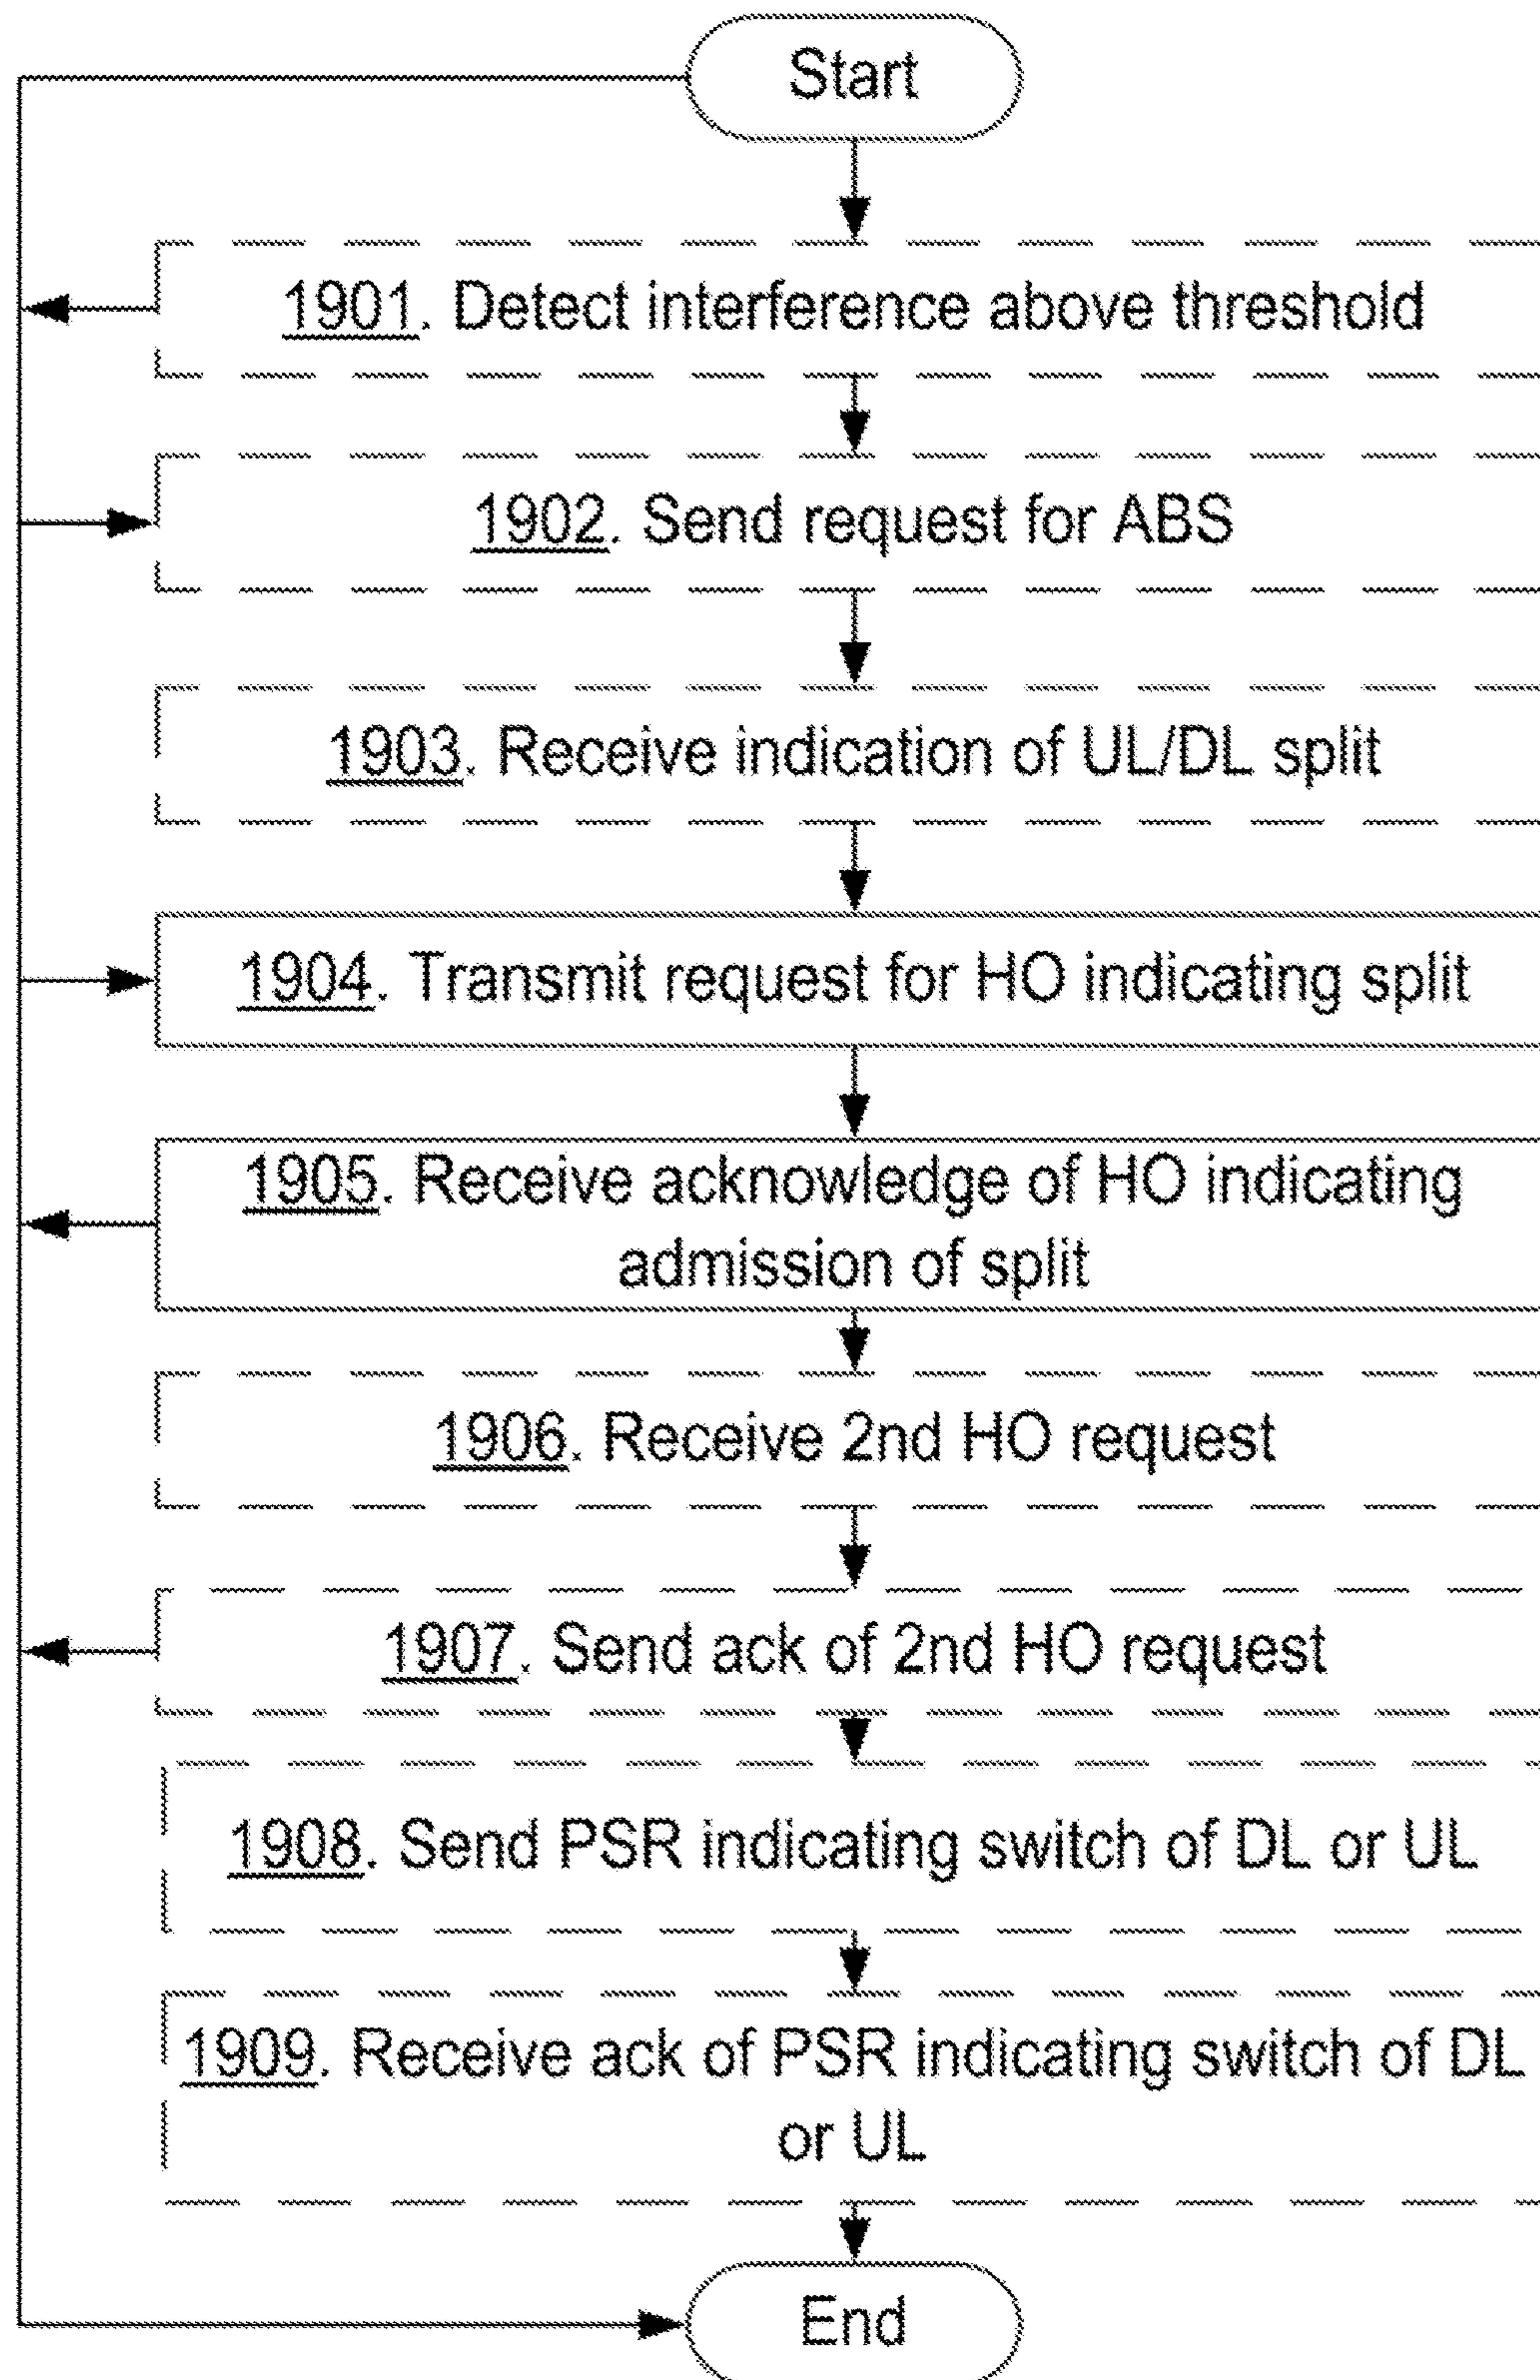 Start
1901. Detect interference above threshold
1902. Send request for ABS
1903. Receive indication of UL/DL split
1904. Transmit request for HO indicating split
1905. Receive acknowledge of HO indicating
admission of split
1906. Receive 2nd HO request
1907. Send ack of 2nd HO request
1908. Send PSR indicating switch of DL or UL
1909. Receive ack of PSR indicating switch of DL
or UL
End